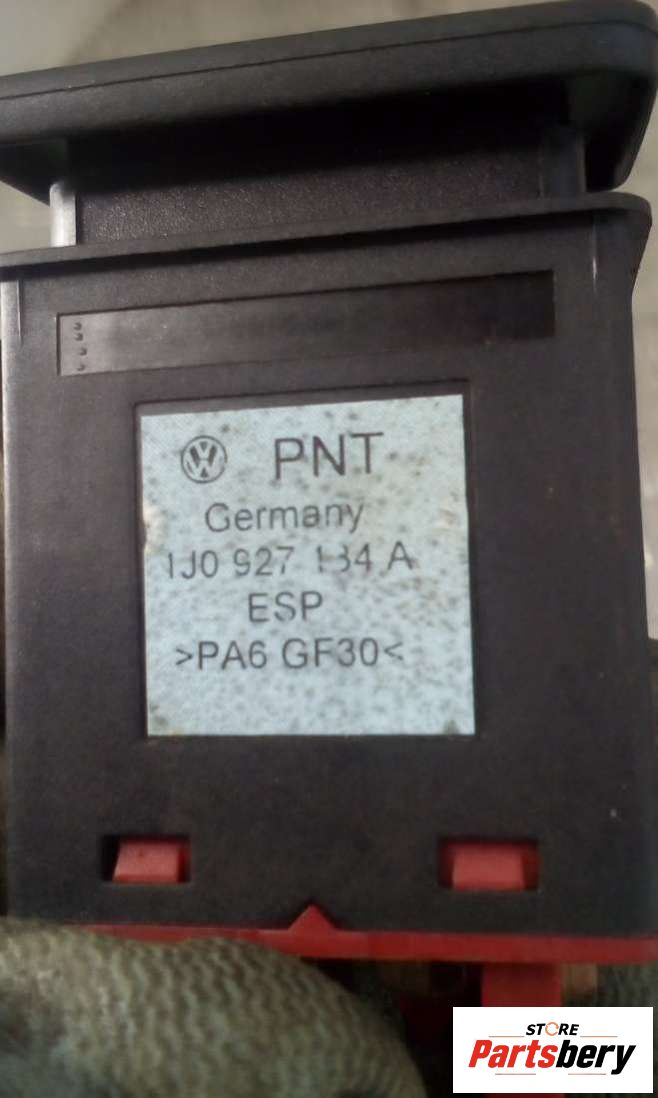 PNT
Germany
1J0 927 134 A
ESP
>PA6 GF30<
STORE
Partsbery